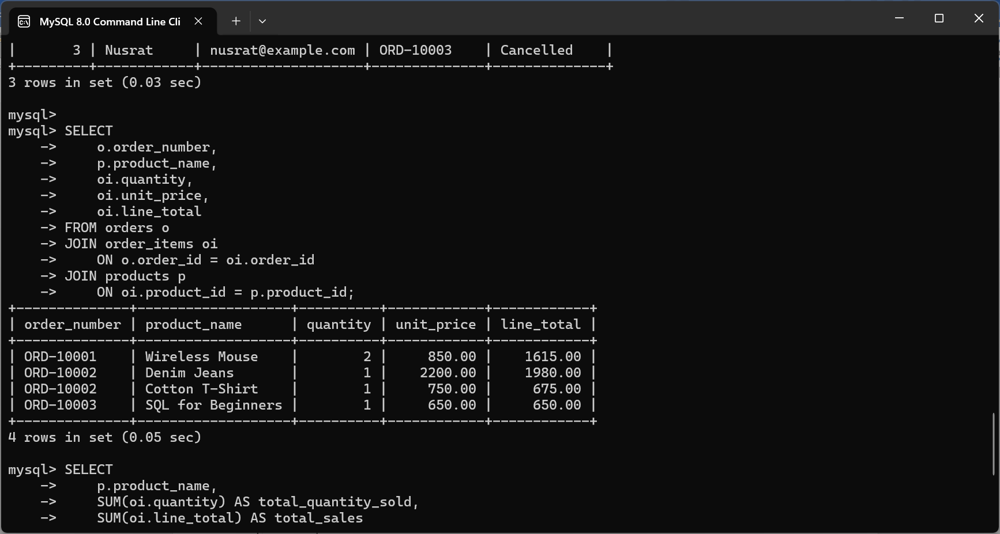 MySQL 8.0 Command Line Cli
|       3 | Nusrat     | nusrat@example.com | ORD-10003    | Cancelled    |
+---------+------------+--------------------+--------------+--------------+
3 rows in set (0.03 sec)
mysql>
mysql> SELECT
    ->     o.order_number,
    ->     p.product_name,
    ->     oi.quantity,
    ->     oi.unit_price,
    ->     oi.line_total
    -> FROM orders o
    -> JOIN order_items oi
    ->     ON o.order_id = oi.order_id
    -> JOIN products p
    ->     ON oi.product_id = p.product_id;
+--------------+-------------------+----------+------------+------------+
| order_number | product_name      | quantity | unit_price | line_total |
+--------------+-------------------+----------+------------+------------+
| ORD-10001    | Wireless Mouse    |        2 |     850.00 |    1615.00 |
| ORD-10002    | Denim Jeans       |        1 |    2200.00 |    1980.00 |
| ORD-10002    | Cotton T-Shirt    |        1 |     750.00 |     675.00 |
| ORD-10003    | SQL for Beginners |        1 |     650.00 |     650.00 |
+--------------+-------------------+----------+------------+------------+
4 rows in set (0.05 sec)
mysql> SELECT
    ->     p.product_name,
    ->     SUM(oi.quantity) AS total_quantity_sold,
    ->     SUM(oi.line_total) AS total_sales